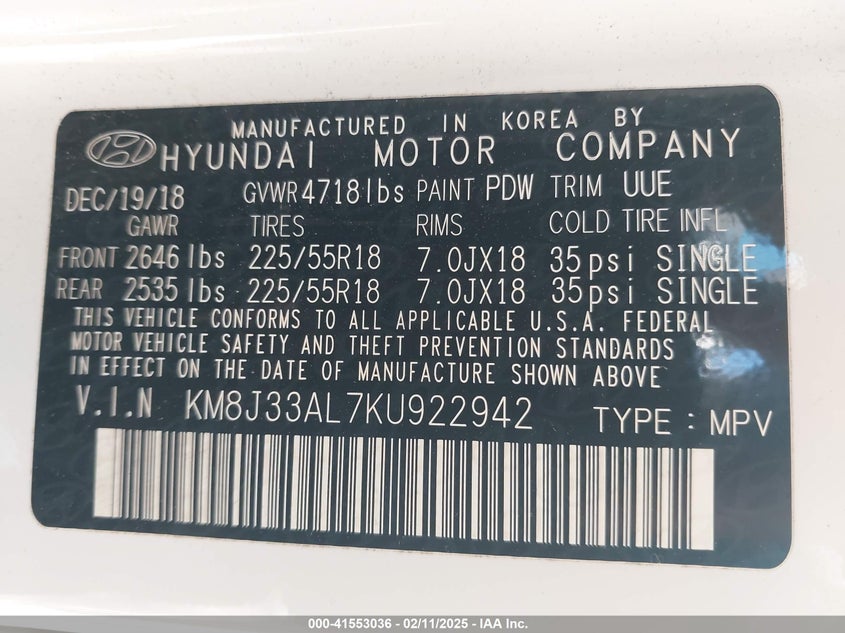 MANUFACTURED IN KOREA BY
HYUNDAI MOTOR COMPANY
DEC/19/18 GVWR 4718 lbs PAINT PDW TRIM UUE
GAWR TIRES RIMS COLD TIRE INFL
FRONT 2646 lbs 225/55R18 7.0JX18 35psi SINGLE
REAR 2535 lbs 225/55R18 7.0JX18 35psi SINGLE
THIS VEHICLE CONFORMS TO ALL APPLICABLE U.S.A. FEDERAL
MOTOR VEHICLE SAFETY AND THEFT PREVENTION STANDARDS
IN EFFECT ON THE DATE OF MANUFACTURE SHOWN ABOVE
V.I.N KM8J33AL7KU922942 TYPE : MPV
000-41553036 — 02/11/2025 — IAA Inc.